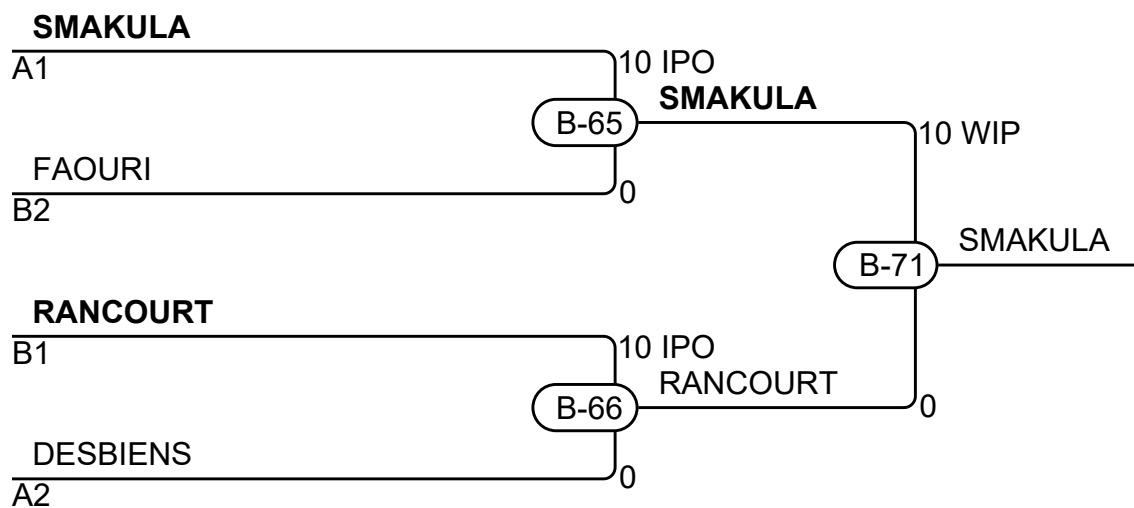 SMAKULA
A1
10 IPO
SMAKULA
B-65
10 WIP
FAOURI
0
B2
SMAKULA
B-71
RANCOURT
B1
10 IPO
RANCOURT
B-66
0
DESBIENS
0
A2